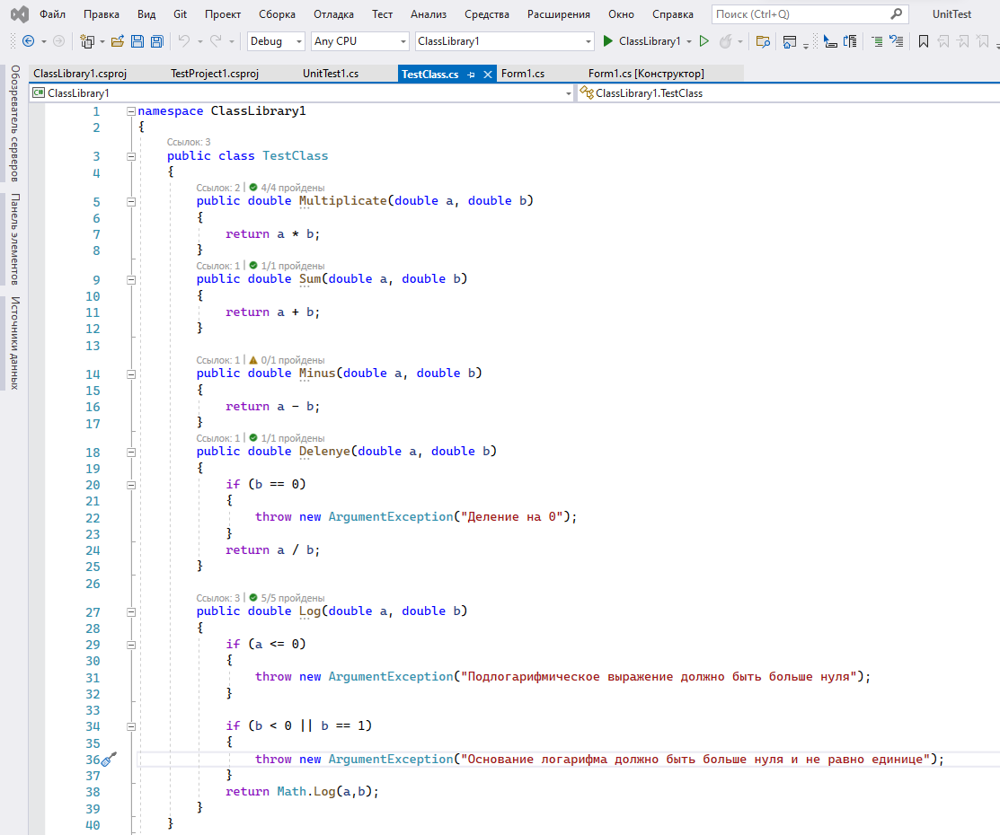 Файл Правка Вид Git Проект Сборка Отладка Тест Анализ Средства Расширения Окно Справка Поиск (Ctrl+Q) UnitTest
Debug Any CPU ClassLibrary1 ClassLibrary1
ClassLibrary1.csproj TestProject1.csproj UnitTest1.cs TestClass.cs Form1.cs Form1.cs [Конструктор]
C# ClassLibrary1 ClassLibrary1.TestClass
Обозреватель серверов
Панель элементов
Источники данных
1 namespace ClassLibrary1
2 {
Ссылок: 3
3 public class TestClass
4 {
Ссылок: 2 | 4/4 пройдены
5 public double Multiplicate(double a, double b)
6 {
7 return a * b;
8 }
Ссылок: 1 | 1/1 пройдены
9 public double Sum(double a, double b)
10 {
11 return a + b;
12 }
13
Ссылок: 1 | 0/1 пройдены
14 public double Minus(double a, double b)
15 {
16 return a - b;
17 }
Ссылок: 1 | 1/1 пройдены
18 public double Delenye(double a, double b)
19 {
20 if (b == 0)
21 {
22 throw new ArgumentException("Деление на 0");
23 }
24 return a / b;
25 }
26
Ссылок: 3 | 5/5 пройдены
27 public double Log(double a, double b)
28 {
29 if (a <= 0)
30 {
31 throw new ArgumentException("Подлогарифмическое выражение должно быть больше нуля");
32 }
33
34 if (b < 0 || b == 1)
35 {
36 throw new ArgumentException("Основание логарифма должно быть больше нуля и не равно единице");
37 }
38 return Math.Log(a,b);
39 }
40 }